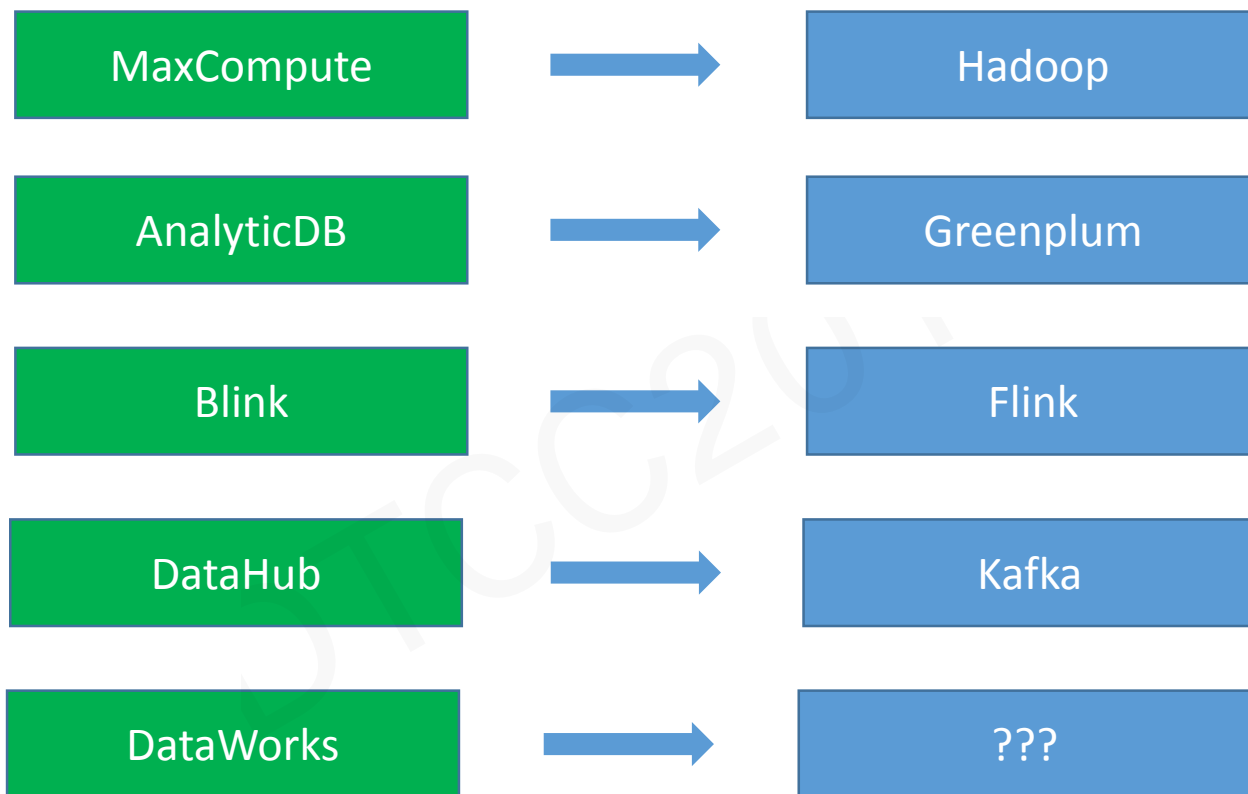 MaxCompute Hadoop
AnalyticDB Greenplum
Blink Flink
DataHub Kafka
DataWorks ???